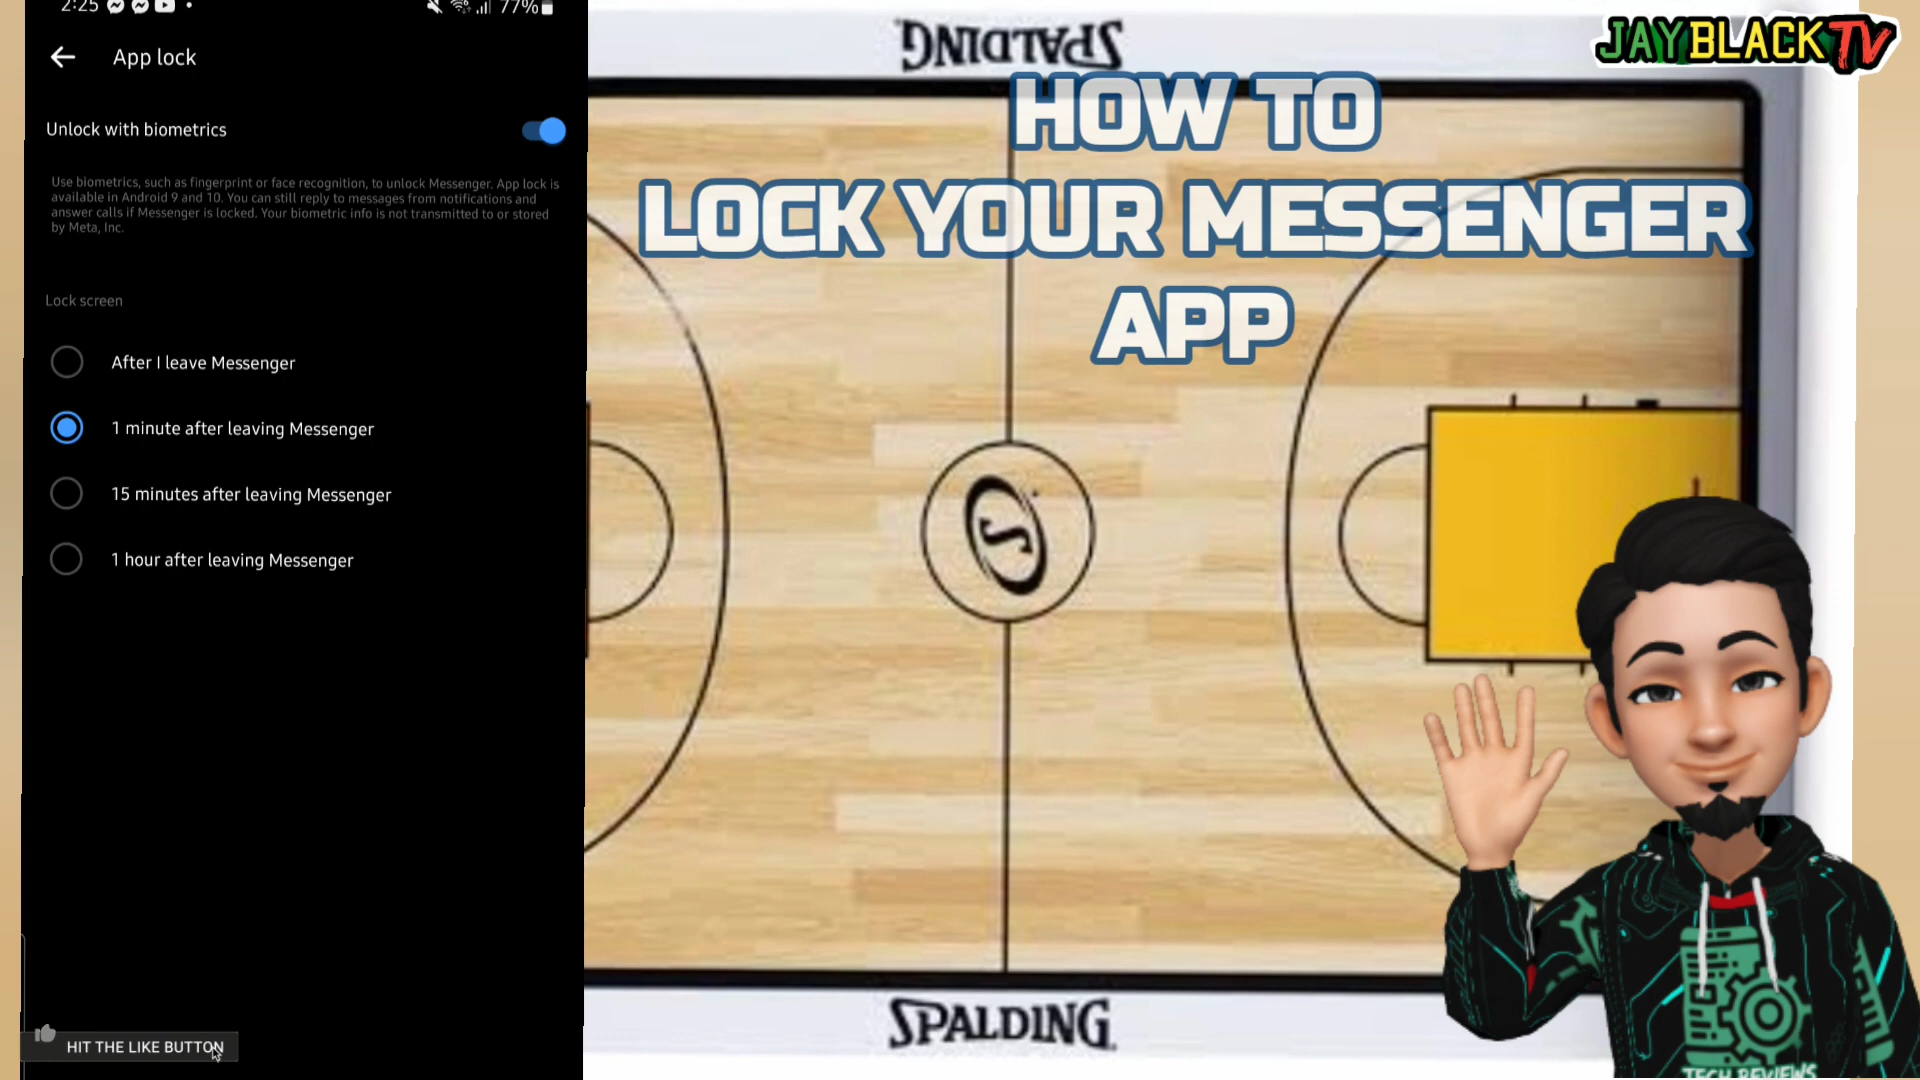 2:25
77%
App lock
Unlock with biometrics
Use biometrics, such as fingerprint or face recognition, to unlock Messenger. App lock is
available in Android 9 and 10. You can still reply to messages from notifications and
answer calls if Messenger is locked. Your biometric info is not transmitted to or stored
by Meta, Inc.
Lock screen
After I leave Messenger
1 minute after leaving Messenger
15 minutes after leaving Messenger
1 hour after leaving Messenger
HIT THE LIKE BUTTON
SPALDING
JAYBLACKTV
HOW TO
LOCK YOUR MESSENGER
APP
S
SPALDING
TECH REVIEWS